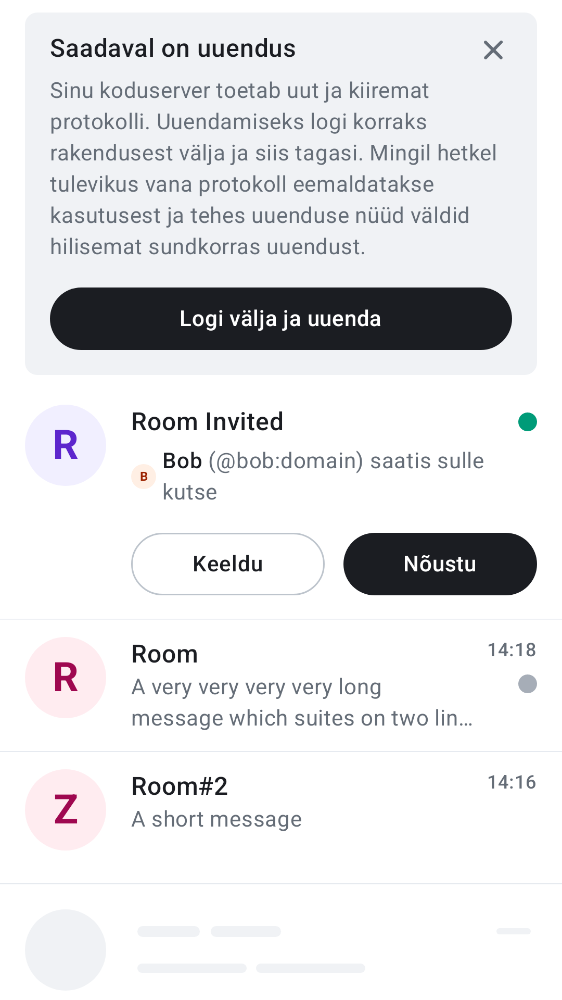 Saadaval on uuendus
Sinu koduserver toetab uut ja kiiremat
protokolli. Uuendamiseks logi korraks
rakendusest välja ja siis tagasi. Mingil hetkel
tulevikus vana protokoll eemaldatakse
kasutusest ja tehes uuenduse nüüd väldid
hilisemat sundkorras uuendust.
Logi välja ja uuenda
R
Room Invited
B
Bob (@bob:domain) saatis sulle
kutse
Keeldu
Nõustu
R
Room
14:18
A very very very very long
message which suites on two lin…
Z
Room#2
14:16
A short message